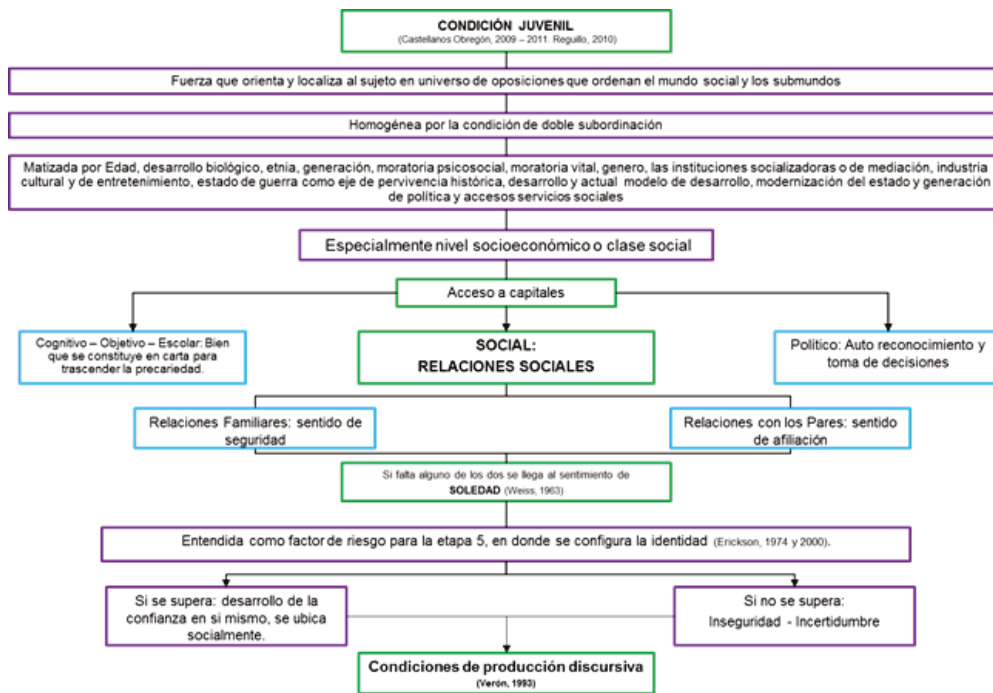 CONDICIÓN JUVENIL
(Castellanos Obregón, 2009 – 2011. Reguillo, 2010)
Fuerza que orienta y localiza al sujeto en universo de oposiciones que ordenan el mundo social y los submundos
Homogénea por la condición de doble subordinación
Matizada por Edad, desarrollo biológico, etnia, generación, moratoria psicosocial, moratoria vital, genero, las instituciones socializadoras o de mediación, industria
cultural y de entretenimiento, estado de guerra como eje de pervivencia histórica, desarrollo y actual modelo de desarrollo, modernización del estado y generación
de política y accesos servicios sociales
Especialmente nivel socioeconómico o clase social
Acceso a capitales
Cognitivo – Objetivo – Escolar: Bien
que se constituye en carta para
trascender la precariedad.
SOCIAL:
RELACIONES SOCIALES
Político: Auto reconocimiento y
toma de decisiones
Relaciones Familiares: sentido de
seguridad
Relaciones con los Pares: sentido
de afiliación
Si falta alguno de los dos se llega al sentimiento de
SOLEDAD (Weiss, 1963)
Entendida como factor de riesgo para la etapa 5, en donde se configura la identidad (Erickson, 1974 y 2000).
Si se supera: desarrollo de la
confianza en si mismo, se ubica
socialmente.
Si no se supera:
Inseguridad - Incertidumbre
Condiciones de producción discursiva
(Verón, 1993)